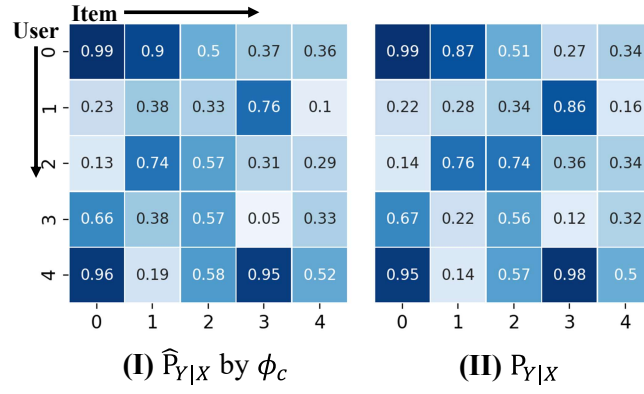 Item
User
0 0.99 0.9 0.5 0.37 0.36
1 0.23 0.38 0.33 0.76 0.1
2 0.13 0.74 0.57 0.31 0.29
3 0.66 0.38 0.57 0.05 0.33
4 0.96 0.19 0.58 0.95 0.52
0 1 2 3 4
(I) P̂_{Y|X} by ϕ_c
0.99 0.87 0.51 0.27 0.34
0.22 0.28 0.34 0.86 0.16
0.14 0.76 0.74 0.36 0.34
0.67 0.22 0.56 0.12 0.32
0.95 0.14 0.57 0.98 0.5
0 1 2 3 4
(II) P_{Y|X}